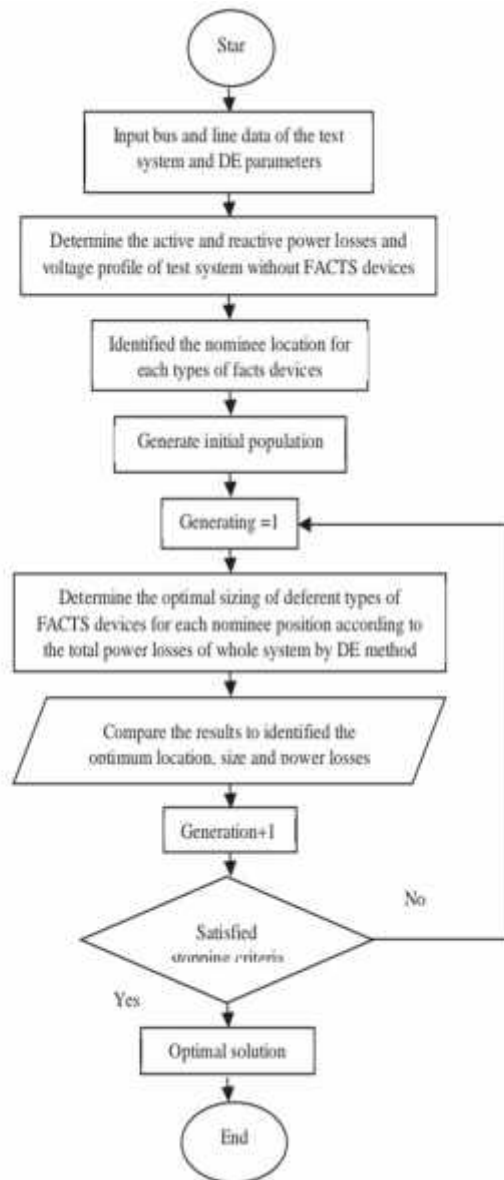 Star
Input bus and line data of the test
system and DE parameters
Determine the active and reactive power losses and
voltage profile of test system without FACTS devices
Identified the nominee location for
each types of facts devices
Generate initial population
Generating =1
Determine the optimal sizing of deferent types of
FACTS devices for each nominee position according to
the total power losses of whole system by DE method
Compare the results to identified the
optimum location, size and power losses
Generation+1
No
Satisfied
stopping criteria
Yes
Optimal solution
End